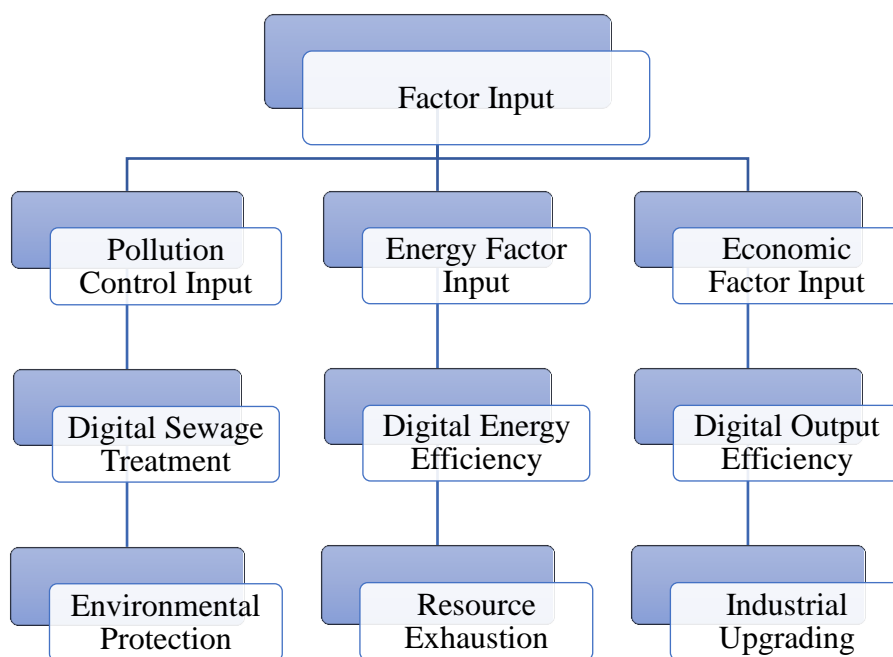 Factor Input
Pollution
Control Input
Energy Factor
Input
Economic
Factor Input
Digital Sewage
Treatment
Digital Energy
Efficiency
Digital Output
Efficiency
Environmental
Protection
Resource
Exhaustion
Industrial
Upgrading